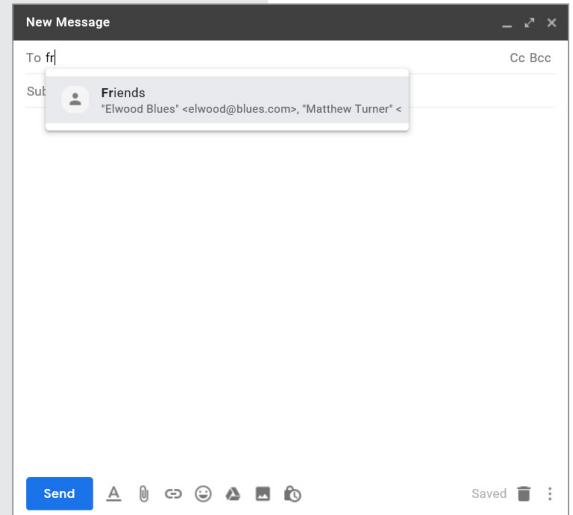 New Message
To fr
Cc Bcc
Friends
"Elwood Blues" <elwood@blues.com>, "Matthew Turner" <
Sub
Send
Saved